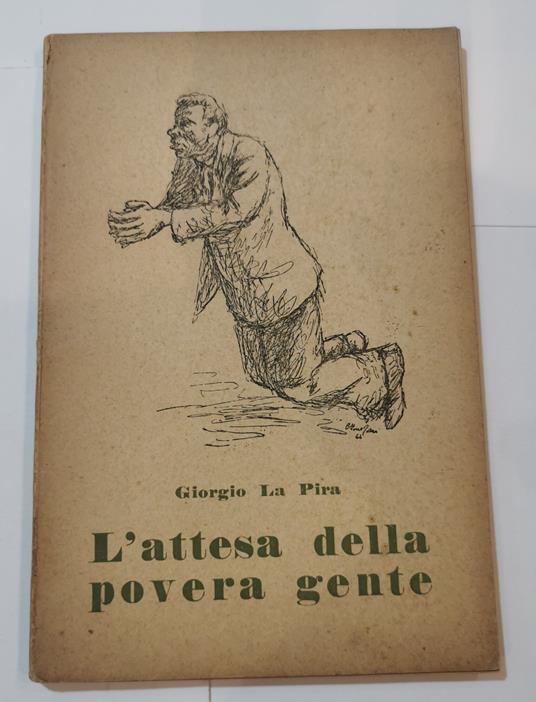 Giorgio La Pira
L'attesa della
povera gente